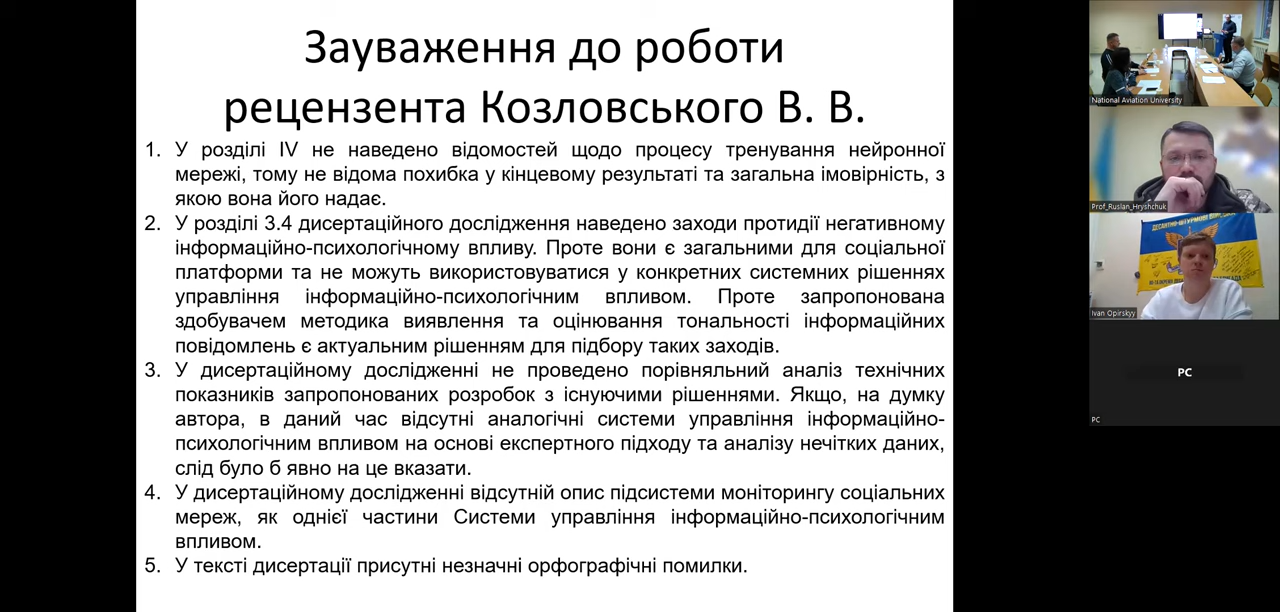 Зауваження до роботи
рецензента Козловського В. В.
1. У розділі IV не наведено відомостей щодо процесу тренування нейронної
мережі, тому не відома похибка у кінцевому результаті та загальна імовірність, з
якою вона його надає.
2. У розділі 3.4 дисертаційного дослідження наведено заходи протидії негативному
інформаційно-психологічному впливу. Проте вони є загальними для соціальної
платформи та не можуть використовуватися у конкретних системних рішеннях
управління інформаційно-психологічним впливом. Проте запропонована
здобувачем методика виявлення та оцінювання тональності інформаційних
повідомлень є актуальним рішенням для підбору таких заходів.
3. У дисертаційному дослідженні не проведено порівняльний аналіз технічних
показників запропонованих розробок з існуючими рішеннями. Якщо, на думку
автора, в даний час відсутні аналогічні системи управління інформаційно-
психологічним впливом на основі експертного підходу та аналізу нечітких даних,
слід було б явно на це вказати.
4. У дисертаційному дослідженні відсутній опис підсистеми моніторингу соціальних
мереж, як однієї частини Системи управління інформаційно-психологічним
впливом.
5. У тексті дисертації присутні незначні орфографічні помилки.
National Aviation University
Prof_Ruslan_Hryshchuk
ДЕСАНТНО-ШТУРМОВІ
Ivan Opirskyy
PC
PC